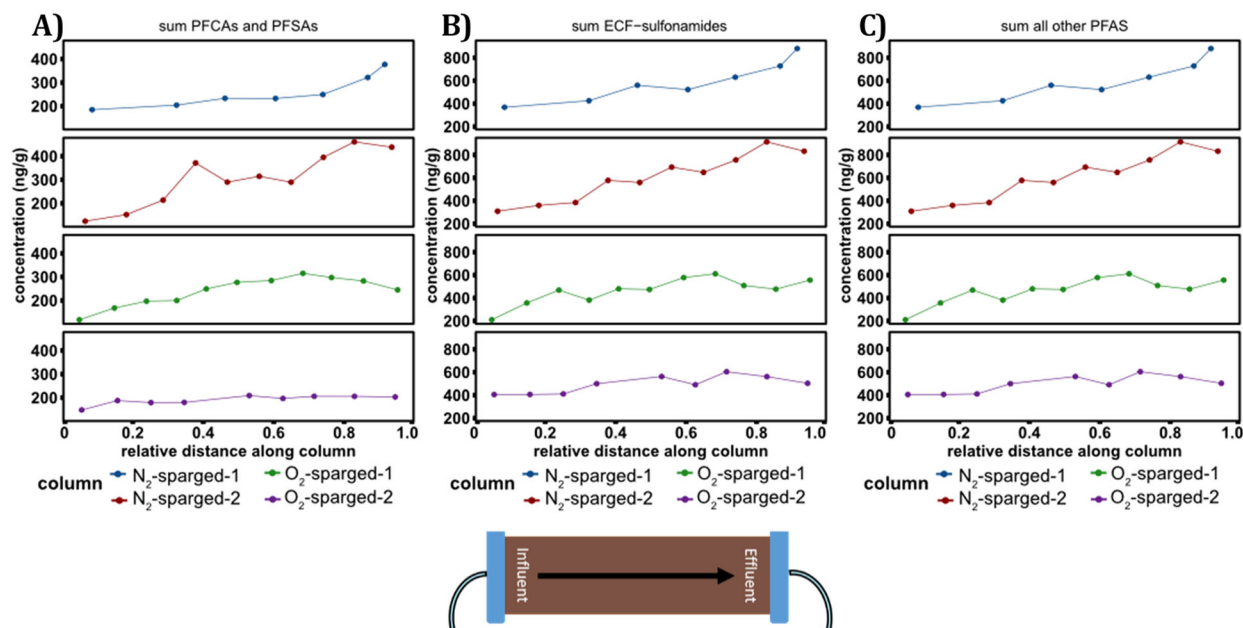 A) sum PFCAs and PFSAs
400
300
200
400
300
200
400
300
200
400
300
200
concentration (ng/g)
0 0.2 0.4 0.6 0.8 1.0
relative distance along column
column N2-sparged-1 O2-sparged-1
N2-sparged-2 O2-sparged-2
B) sum ECF−sulfonamides
800
600
400
200
800
600
400
200
800
600
400
200
800
600
400
200
concentration (ng/g)
0 0.2 0.4 0.6 0.8 1.0
relative distance along column
column N2-sparged-1 O2-sparged-1
N2-sparged-2 O2-sparged-2
C) sum all other PFAS
800
600
400
200
800
600
400
200
800
600
400
200
800
600
400
200
concentration (ng/g)
0 0.2 0.4 0.6 0.8 1.0
relative distance along column
column N2-sparged-1 O2-sparged-1
N2-sparged-2 O2-sparged-2
Influent
Effluent